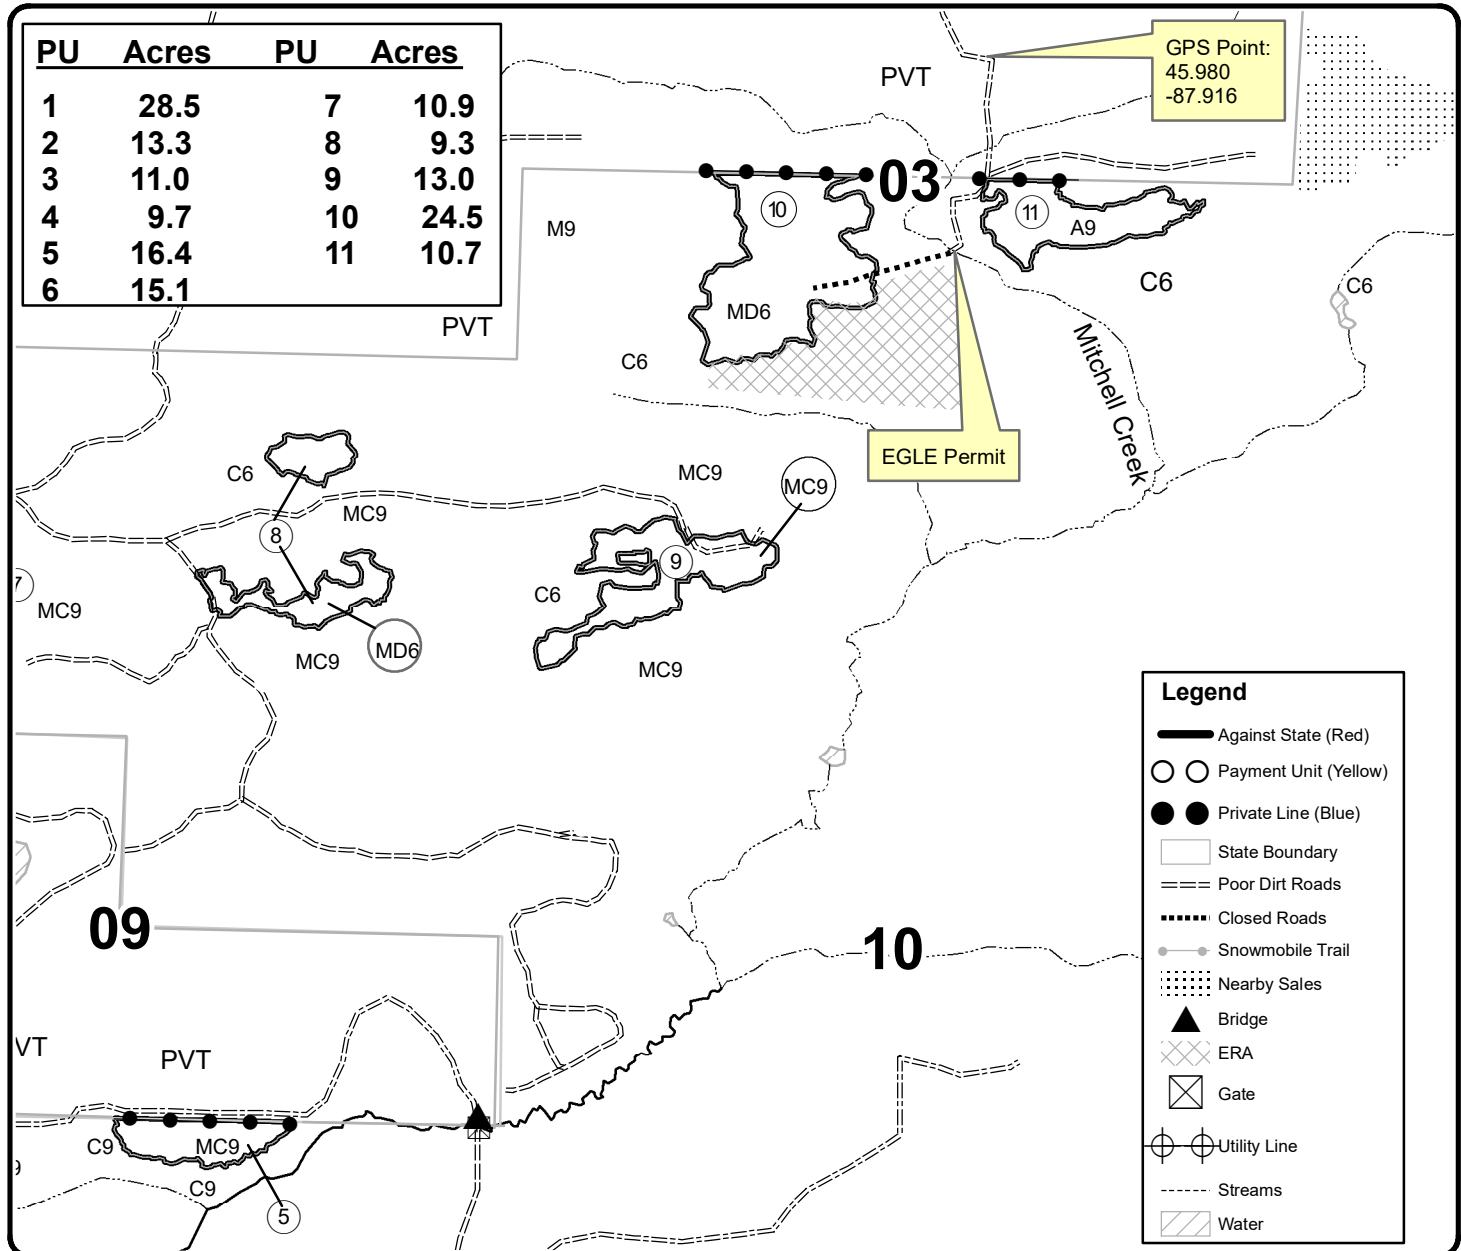 PU Acres PU Acres
1 28.5 7 10.9
2 13.3 8 9.3
3 11.0 9 13.0
4 9.7 10 24.5
5 16.4 11 10.7
6 15.1
GPS Point:
45.980
-87.916
PVT
03
10
11
A9
M9
C6
C6
MD6
PVT
C6
Mitchell Creek
EGLE Permit
C6
MC9
MC9
MC9
8
9
7
MC9
C6
MD6
MC9
MC9
09
10
VT
PVT
C9
MC9
9
C9
5
Legend
Against State (Red)
Payment Unit (Yellow)
Private Line (Blue)
State Boundary
Poor Dirt Roads
Closed Roads
Snowmobile Trail
Nearby Sales
Bridge
ERA
Gate
Utility Line
Streams
Water